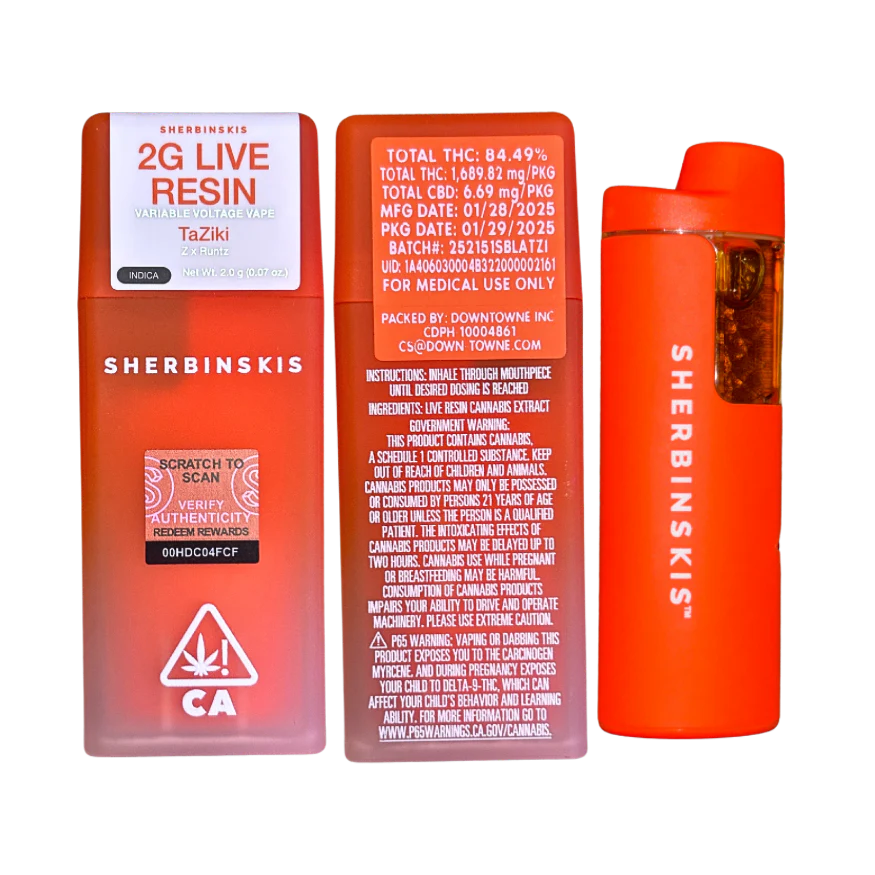 SHERBINSKIS
2G LIVE
RESIN
VARIABLE VOLTAGE VAPE
TaZiki
Z x Runtz
INDICA
Net Wt. 2.0 g (0.07 oz.)
SHERBINSKIS
SCRATCH TO
SCAN
VERIFY
AUTHENTICITY
REDEEM REWARDS
00HDC04FCF
CA
TOTAL THC: 84.49%
TOTAL THC: 1,689.82 mg/PKG
TOTAL CBD: 6.69 mg/PKG
MFG DATE: 01/28/2025
PKG DATE: 01/29/2025
BATCH#: 252151SBLATZI
UID: 1A406030004B322000002161
FOR MEDICAL USE ONLY
PACKED BY: DOWNTOWNE INC
CDPH 10004861
CS@DOWN-TOWNE.COM
INSTRUCTIONS: INHALE THROUGH MOUTHPIECE
UNTIL DESIRED DOSING IS REACHED
INGREDIENTS: LIVE RESIN CANNABIS EXTRACT
GOVERNMENT WARNING:
THIS PRODUCT CONTAINS CANNABIS,
A SCHEDULE 1 CONTROLLED SUBSTANCE. KEEP
OUT OF REACH OF CHILDREN AND ANIMALS.
CANNABIS PRODUCTS MAY ONLY BE POSSESSED
OR CONSUMED BY PERSONS 21 YEARS OF AGE
OR OLDER UNLESS THE PERSON IS A QUALIFIED
PATIENT. THE INTOXICATING EFFECTS OF
CANNABIS PRODUCTS MAY BE DELAYED UP TO
TWO HOURS. CANNABIS USE WHILE PREGNANT
OR BREASTFEEDING MAY BE HARMFUL.
CONSUMPTION OF CANNABIS PRODUCTS
IMPAIRS YOUR ABILITY TO DRIVE AND OPERATE
MACHINERY. PLEASE USE EXTREME CAUTION.
P65 WARNING: VAPING OR DABBING THIS
PRODUCT EXPOSES YOU TO THE CARCINOGEN
MYRCENE. AND DURING PREGNANCY EXPOSES
YOUR CHILD TO DELTA-9-THC, WHICH CAN
AFFECT YOUR CHILD'S BEHAVIOR AND LEARNING
ABILITY. FOR MORE INFORMATION GO TO
WWW.P65WARNINGS.CA.GOV/CANNABIS.
SHERBINSKIS™